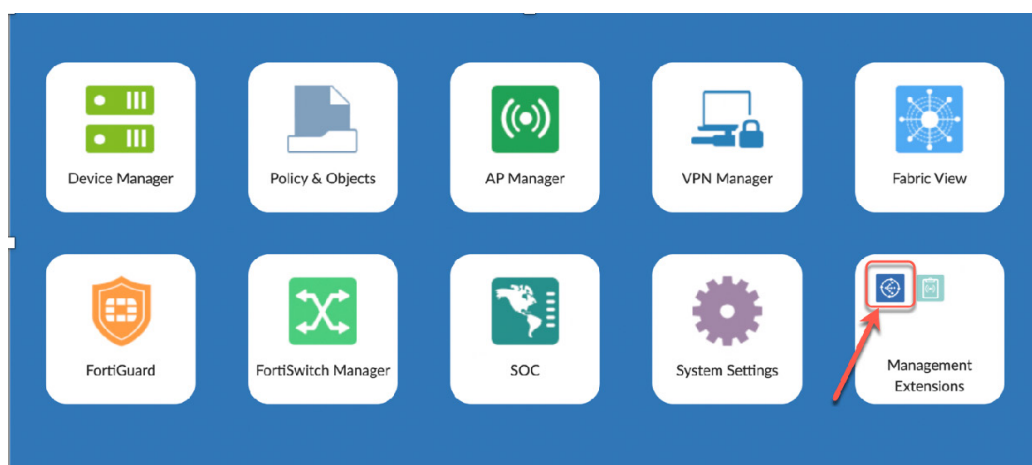 Device Manager
Policy & Objects
AP Manager
VPN Manager
Fabric View
FortiGuard
FortiSwitch Manager
SOC
System Settings
Management
Extensions